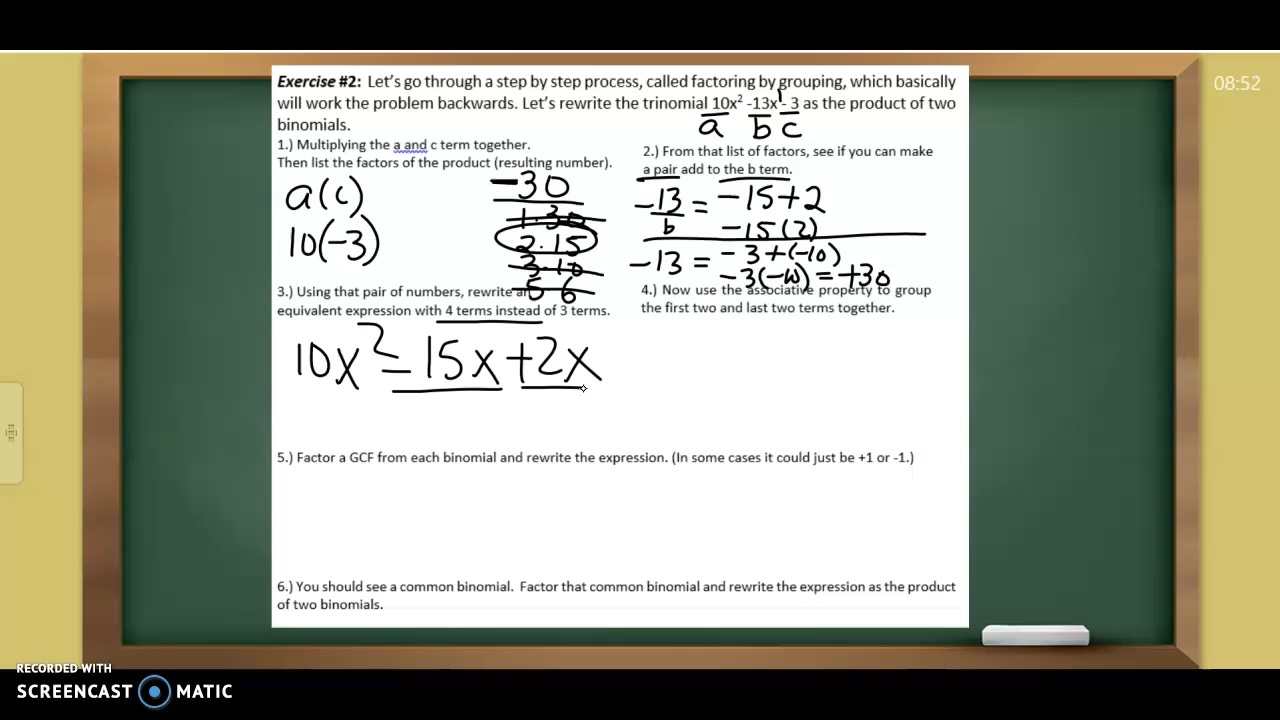 08:52
Exercise #2: Let's go through a step by step process, called factoring by grouping, which basically
will work the problem backwards. Let's rewrite the trinomial 10x² -13x¹ - 3 as the product of two
binomials.
a b c
1.) Multiplying the a and c term together.
Then list the factors of the product (resulting number).
a(c)
10(-3)
-30
1·30
2·15
3·10
5·6
2.) From that list of factors, see if you can make
a pair add to the b term.
-13 = -15+2
b -15(2)
-13 = -3+(-10)
-3(-10) = +30
3.) Using that pair of numbers, rewrite an
equivalent expression with 4 terms instead of 3 terms.
10x² - 15x + 2x
4.) Now use the associative property to group
the first two and last two terms together.
5.) Factor a GCF from each binomial and rewrite the expression. (In some cases it could just be +1 or -1.)
6.) You should see a common binomial. Factor that common binomial and rewrite the expression as the product
of two binomials.
RECORDED WITH
SCREENCAST MATIC